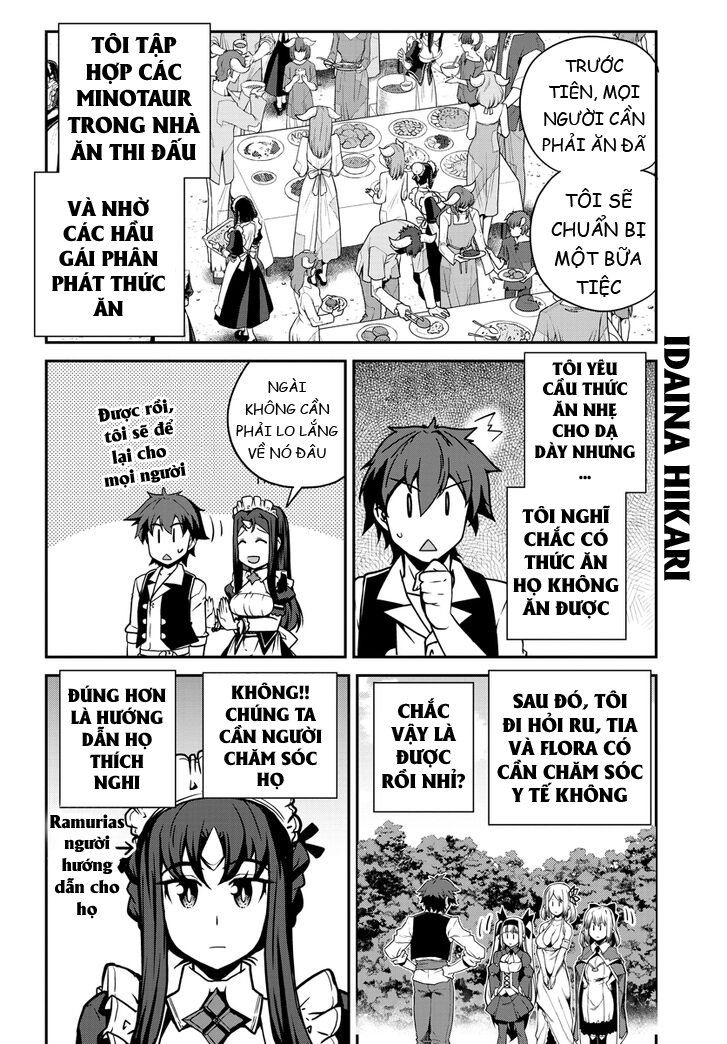 TRƯỚC
TIÊN, MỌI
NGƯỜI CẦN
PHẢI ĂN ĐÃ
TÔI SẼ
CHUẨN BỊ
MỘT BỮA
TIỆC
TÔI TẬP
HỢP CÁC
MINOTAUR
TRONG NHÀ
ĂN THI ĐẤU
VÀ NHỜ
CÁC HẦU
GÁI PHÂN
PHÁT THỨC
ĂN
IDAINA HIKARI
TÔI YÊU
CẦU THỨC
ĂN NHẸ
CHO DẠ
DÀY NHƯNG
...
TÔI NGHĨ
CHẮC CÓ
THỨC ĂN
HỌ KHÔNG
ĂN ĐƯỢC
NGÀI
KHÔNG CẦN
PHẢI LO LẮNG
VỀ NÓ ĐÂU
Được rồi,
tôi sẽ để
lại cho
mọi người
SAU ĐÓ, TÔI
ĐI HỎI RU, TIA
VÀ FLORA CÓ
CẦN CHĂM SÓC
Y TẾ KHÔNG
CHẮC
VẬY LÀ
ĐƯỢC
RỒI NHỈ?
KHÔNG!!
CHÚNG TA
CẦN NGƯỜI
CHĂM SÓC
HỌ
ĐÚNG HƠN
LÀ HƯỚNG
DẪN HỌ
THÍCH
NGHI
Ramurias
người
hướng
dẫn cho
họ